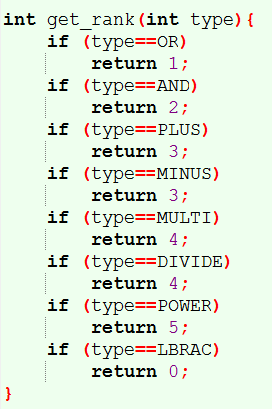 int get_rank(int type){
    if (type==OR)
        return 1;
    if (type==AND)
        return 2;
    if (type==PLUS)
        return 3;
    if (type==MINUS)
        return 3;
    if (type==MULTI)
        return 4;
    if (type==DIVIDE)
        return 4;
    if (type==POWER)
        return 5;
    if (type==LBRAC)
        return 0;
}